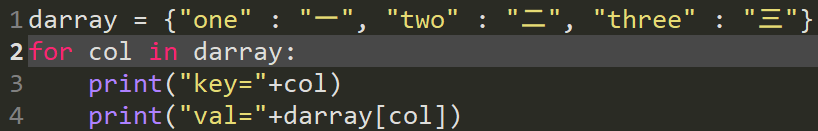 1 darray = {"one" : "一", "two" : "二", "three" : "三"}
2 for col in darray:
3     print("key="+col)
4     print("val="+darray[col])